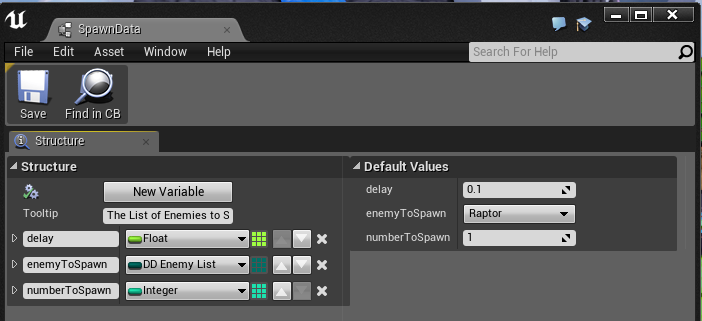 SpawnData
File Edit Asset Window Help
Search For Help
Save Find in CB
Structure
Structure
New Variable
Tooltip The List of Enemies to S
delay Float
enemyToSpawn DD Enemy List
numberToSpawn Integer
Default Values
delay 0.1
enemyToSpawn Raptor
numberToSpawn 1